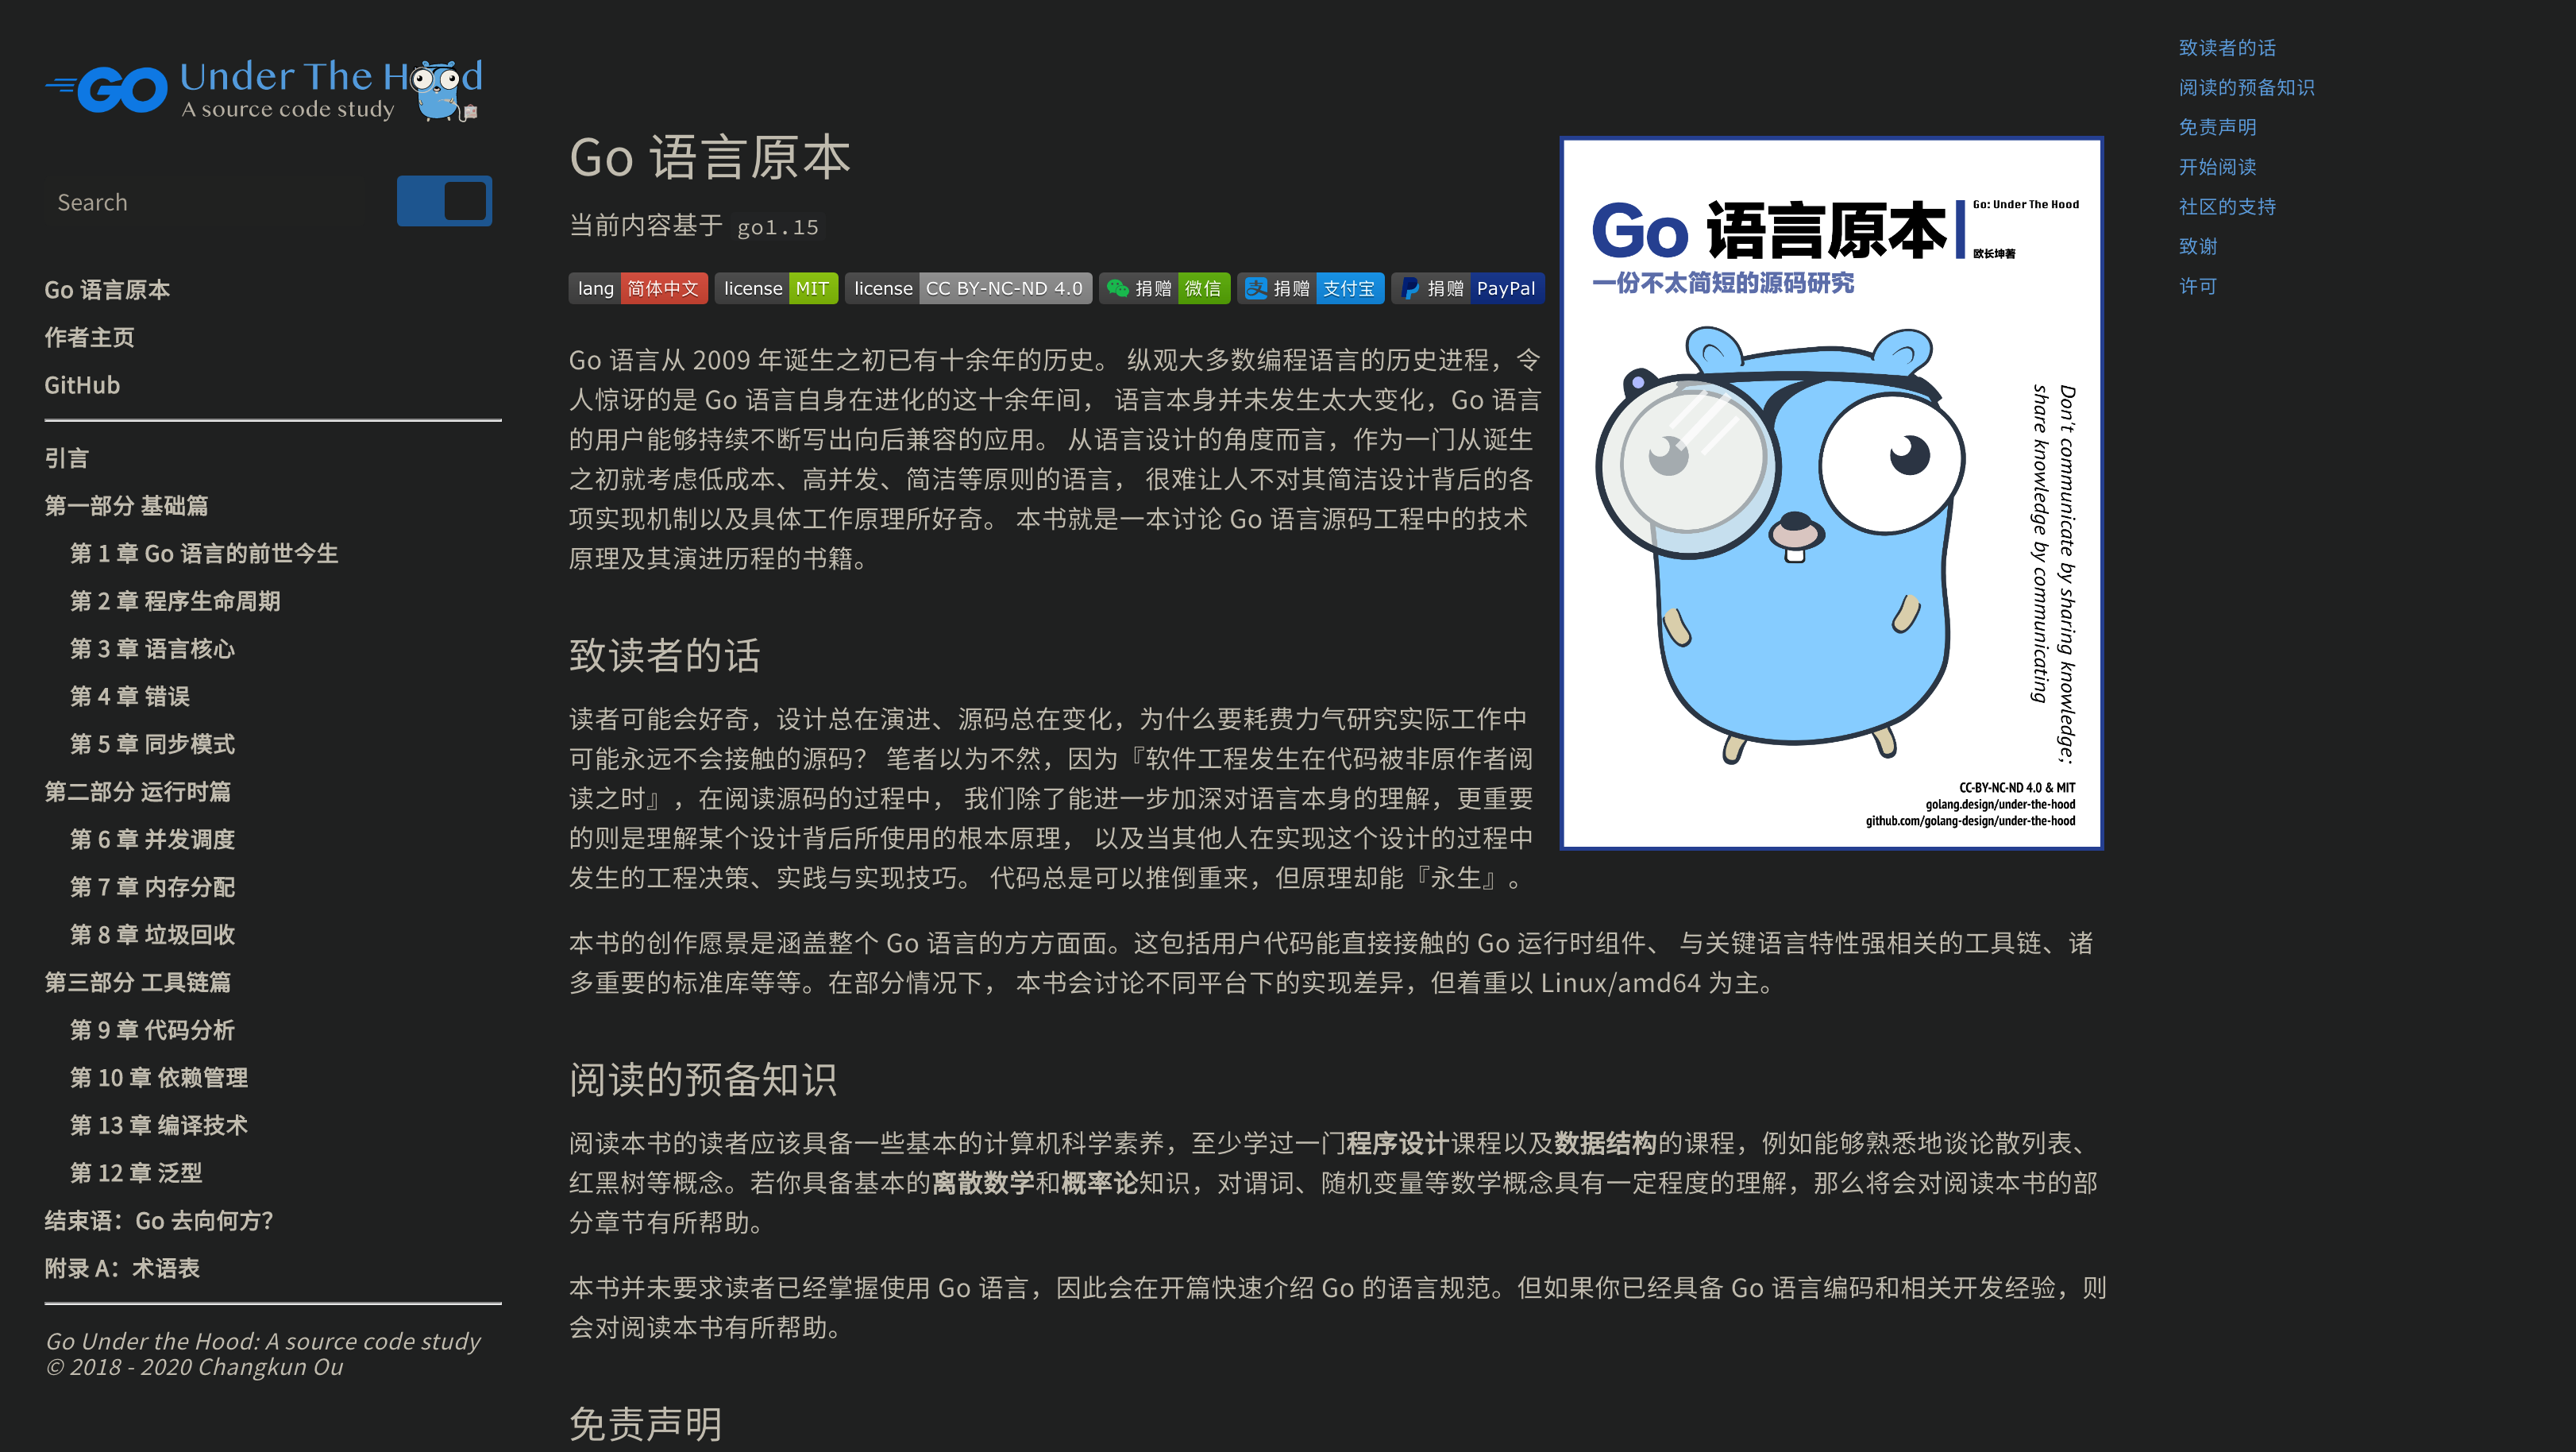 GO Under The Hood
A source code study
Search
Go 语言原本
作者主页
GitHub
引言
第一部分 基础篇
第 1 章 Go 语言的前世今生
第 2 章 程序生命周期
第 3 章 语言核心
第 4 章 错误
第 5 章 同步模式
第二部分 运行时篇
第 6 章 并发调度
第 7 章 内存分配
第 8 章 垃圾回收
第三部分 工具链篇
第 9 章 代码分析
第 10 章 依赖管理
第 13 章 编译技术
第 12 章 泛型
结束语：Go 去向何方？
附录 A：术语表
Go Under the Hood: A source code study
© 2018 - 2020 Changkun Ou
Go 语言原本
当前内容基于 go1.15
lang 简体中文 license MIT license CC BY-NC-ND 4.0 捐赠 微信 支 捐赠 支付宝 捐赠 PayPal
Go 语言从 2009 年诞生之初已有十余年的历史。 纵观大多数编程语言的历史进程，令
人惊讶的是 Go 语言自身在进化的这十余年间， 语言本身并未发生太大变化，Go 语言
的用户能够持续不断写出向后兼容的应用。 从语言设计的角度而言，作为一门从诞生
之初就考虑低成本、高并发、简洁等原则的语言， 很难让人不对其简洁设计背后的各
项实现机制以及具体工作原理所好奇。 本书就是一本讨论 Go 语言源码工程中的技术
原理及其演进历程的书籍。
致读者的话
读者可能会好奇，设计总在演进、源码总在变化，为什么要耗费力气研究实际工作中
可能永远不会接触的源码？ 笔者以为不然，因为『软件工程发生在代码被非原作者阅
读之时』，在阅读源码的过程中， 我们除了能进一步加深对语言本身的理解，更重要
的则是理解某个设计背后所使用的根本原理， 以及当其他人在实现这个设计的过程中
发生的工程决策、实践与实现技巧。 代码总是可以推倒重来，但原理却能『永生』。
本书的创作愿景是涵盖整个 Go 语言的方方面面。这包括用户代码能直接接触的 Go 运行时组件、 与关键语言特性强相关的工具链、诸
多重要的标准库等等。在部分情况下， 本书会讨论不同平台下的实现差异，但着重以 Linux/amd64 为主。
阅读的预备知识
阅读本书的读者应该具备一些基本的计算机科学素养，至少学过一门程序设计课程以及数据结构的课程，例如能够熟悉地谈论散列表、
红黑树等概念。若你具备基本的离散数学和概率论知识，对谓词、随机变量等数学概念具有一定程度的理解，那么将会对阅读本书的部
分章节有所帮助。
本书并未要求读者已经掌握使用 Go 语言，因此会在开篇快速介绍 Go 的语言规范。但如果你已经具备 Go 语言编码和相关开发经验，则
会对阅读本书有所帮助。
免责声明
Go 语言原本
Go: Under The Hood
欧长坤著
一份不太简短的源码研究
Don't communicate by sharing knowledge;
share knowledge by communicating
CC-BY-NC-ND 4.0 & MIT
golang.design/under-the-hood
github.com/golang-design/under-the-hood
致读者的话
阅读的预备知识
免责声明
开始阅读
社区的支持
致谢
许可